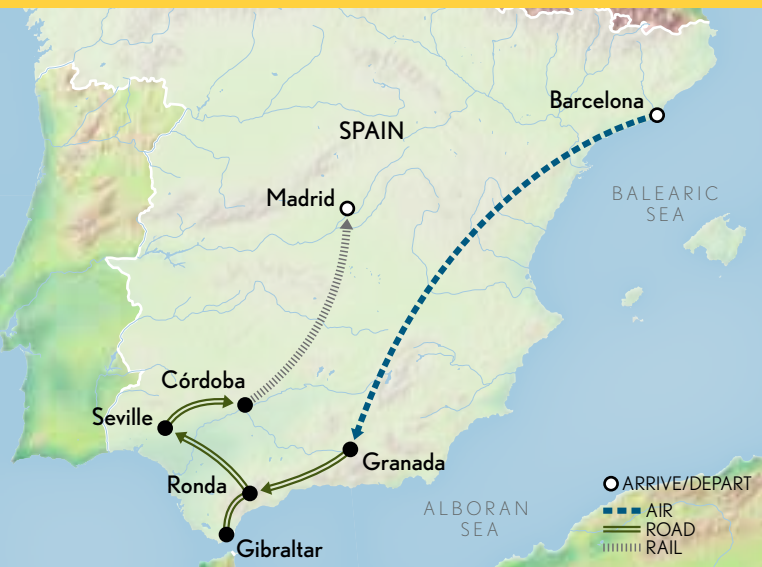 Barcelona
SPAIN
Madrid
BALEARIC
SEA
Córdoba
Seville
Granada
Ronda
ALBORAN
SEA
Gibraltar
ARRIVE/DEPART
AIR
ROAD
RAIL